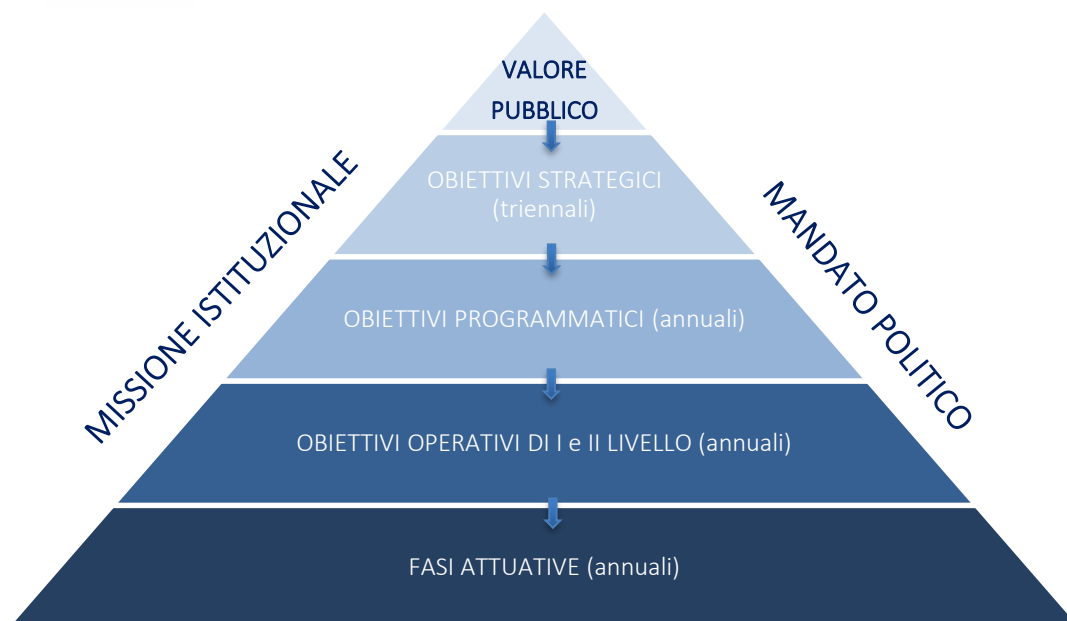 VALORE
PUBBLICO
OBIETTIVI STRATEGICI
(triennali)
MISSIONE ISTITUZIONALE
MANDATO POLITICO
OBIETTIVI PROGRAMMATICI (annuali)
OBIETTIVI OPERATIVI DI I e II LIVELLO (annuali)
FASI ATTUATIVE (annuali)